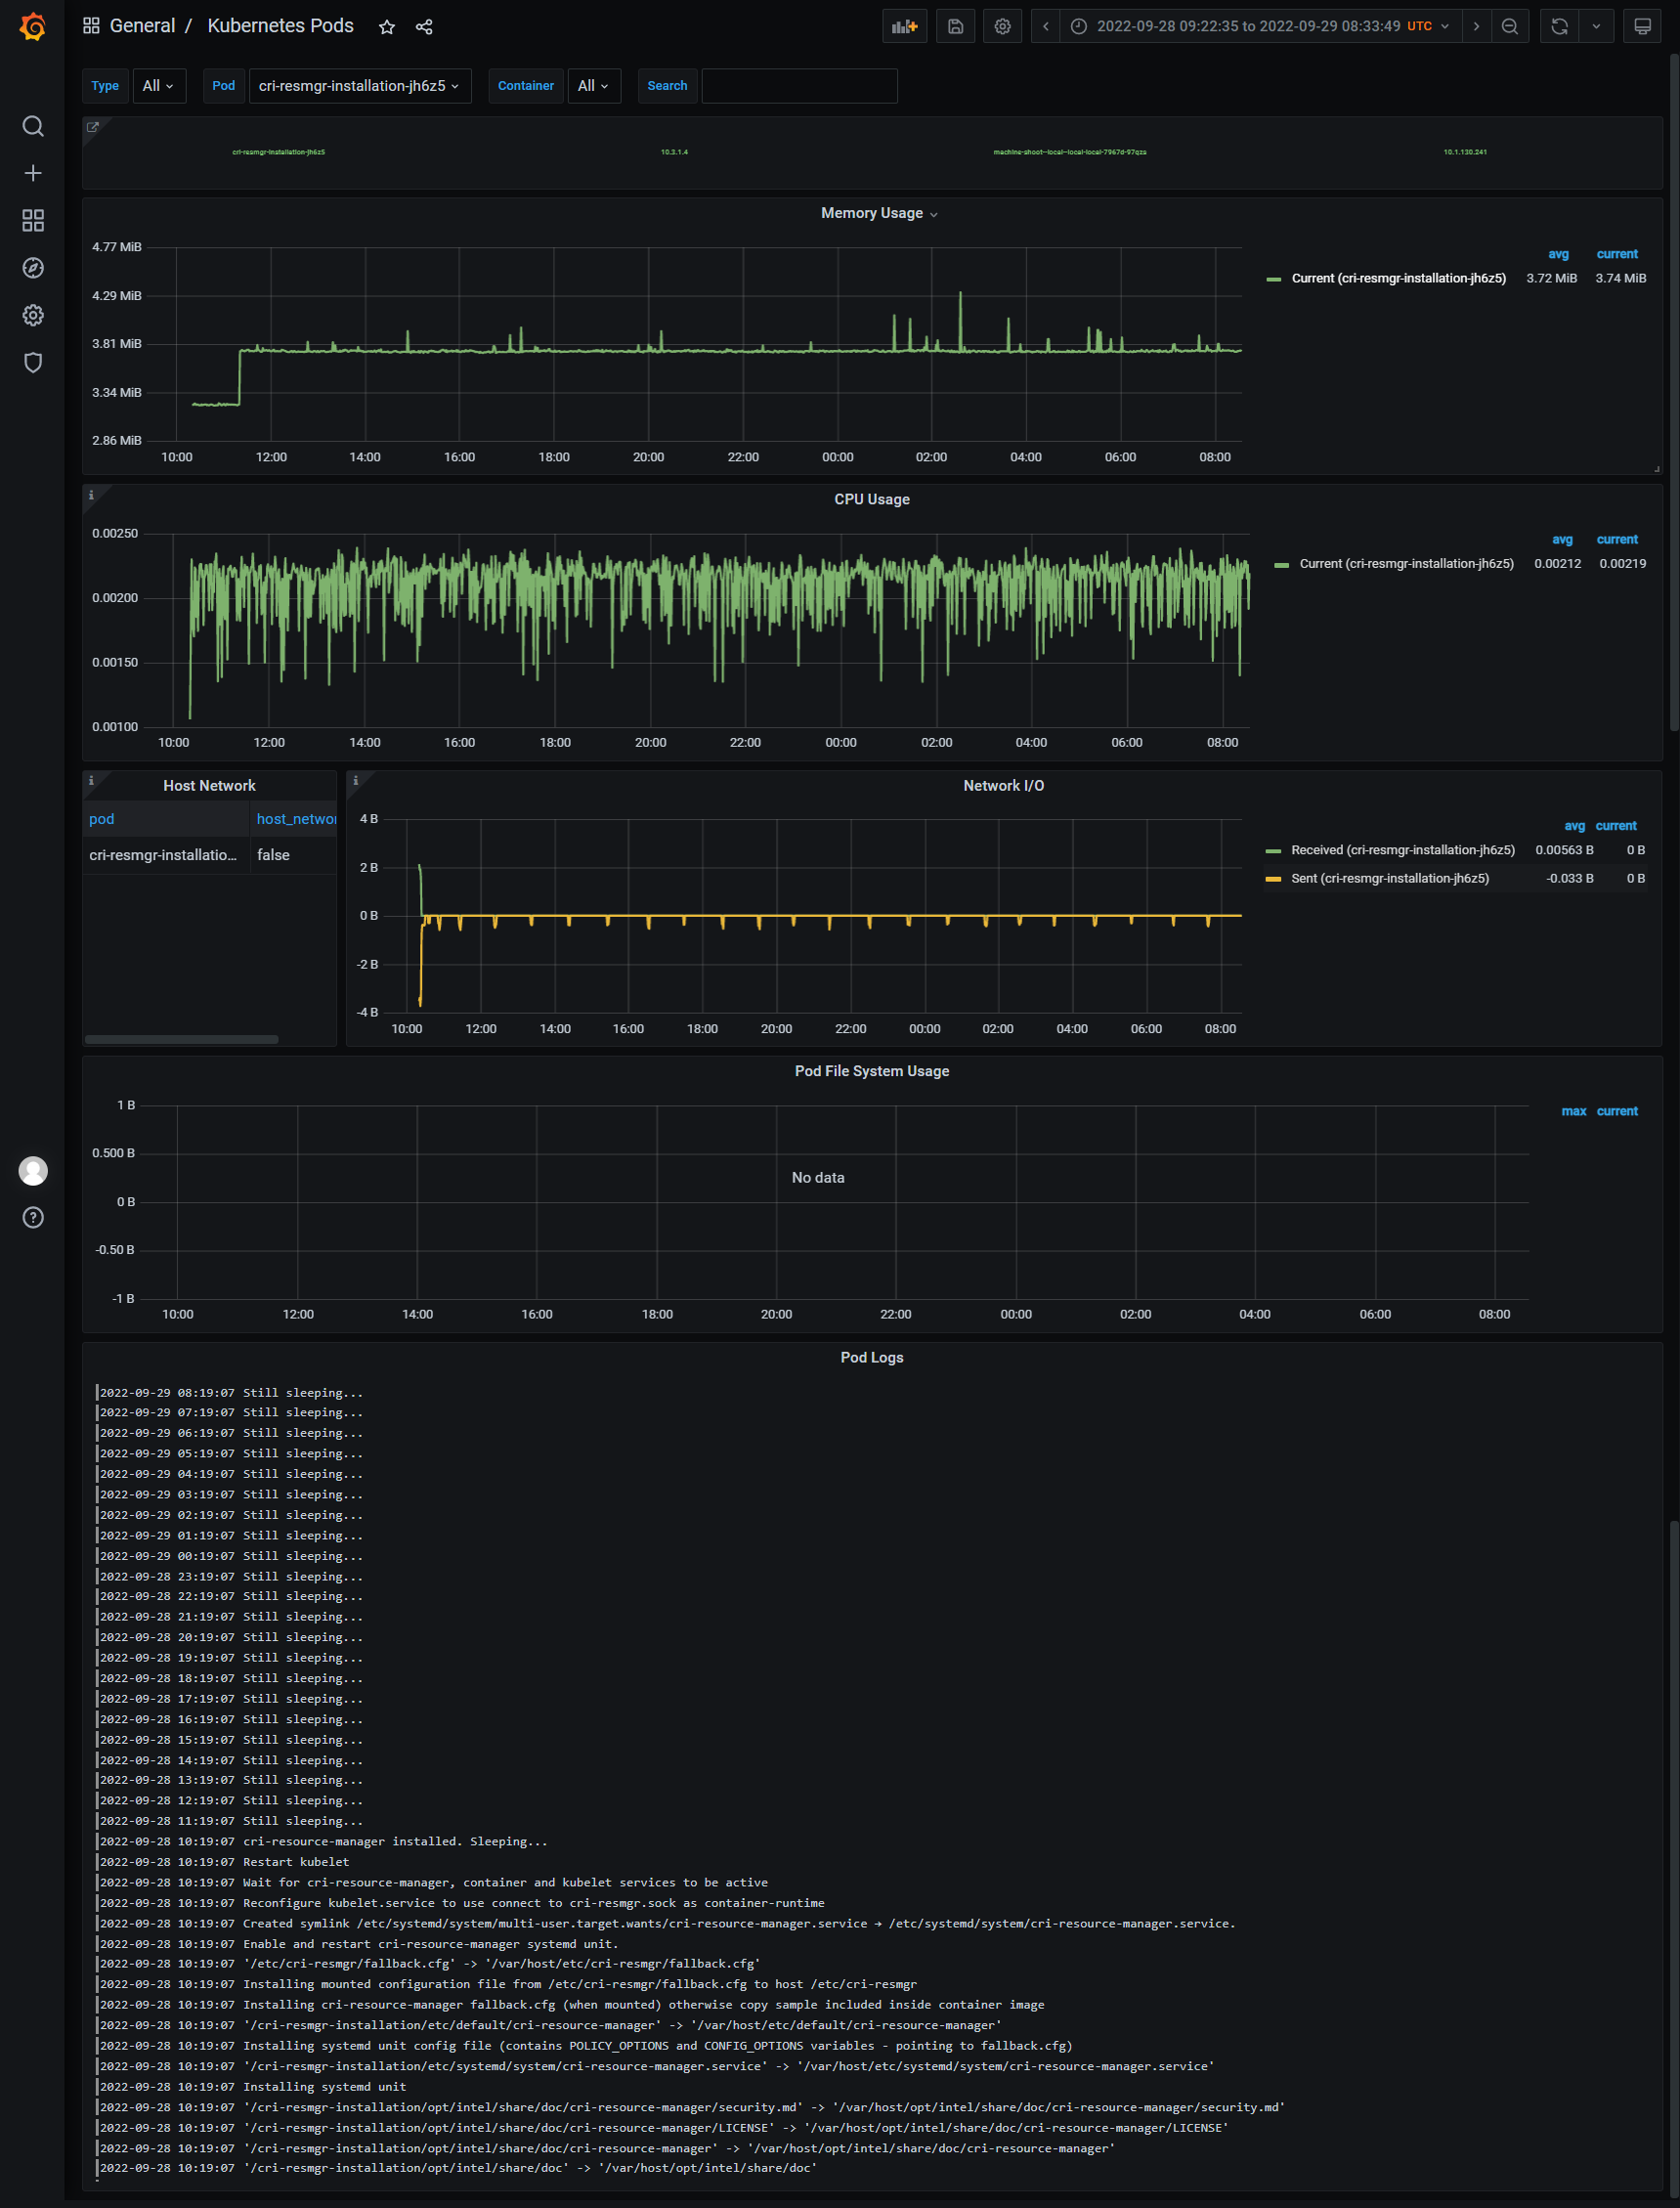 General / Kubernetes Pods
2022-09-28 09:22:35 to 2022-09-29 08:33:49 UTC
Type All Pod cri-resmgr-installation-jh6z5 Container All Search
cri-resmgr-installation-jh6z5 10.3.1.4 machine-shoot--local--local-local-7967d-97qzs 10.1.130.241
Memory Usage
avg current
Current (cri-resmgr-installation-jh6z5) 3.72 MiB 3.74 MiB
4.77 MiB
4.29 MiB
3.81 MiB
3.34 MiB
2.86 MiB
10:00 12:00 14:00 16:00 18:00 20:00 22:00 00:00 02:00 04:00 06:00 08:00
CPU Usage
avg current
Current (cri-resmgr-installation-jh6z5) 0.00212 0.00219
0.00250
0.00200
0.00150
0.00100
10:00 12:00 14:00 16:00 18:00 20:00 22:00 00:00 02:00 04:00 06:00 08:00
Host Network
pod host_networ
cri-resmgr-installatio... false
Network I/O
avg current
Received (cri-resmgr-installation-jh6z5) 0.00563 B 0 B
Sent (cri-resmgr-installation-jh6z5) -0.033 B 0 B
4 B
2 B
0 B
-2 B
-4 B
10:00 12:00 14:00 16:00 18:00 20:00 22:00 00:00 02:00 04:00 06:00 08:00
Pod File System Usage
max current
1 B
0.500 B
No data
0 B
-0.50 B
-1 B
10:00 12:00 14:00 16:00 18:00 20:00 22:00 00:00 02:00 04:00 06:00 08:00
Pod Logs
2022-09-29 08:19:07 Still sleeping...
2022-09-29 07:19:07 Still sleeping...
2022-09-29 06:19:07 Still sleeping...
2022-09-29 05:19:07 Still sleeping...
2022-09-29 04:19:07 Still sleeping...
2022-09-29 03:19:07 Still sleeping...
2022-09-29 02:19:07 Still sleeping...
2022-09-29 01:19:07 Still sleeping...
2022-09-29 00:19:07 Still sleeping...
2022-09-28 23:19:07 Still sleeping...
2022-09-28 22:19:07 Still sleeping...
2022-09-28 21:19:07 Still sleeping...
2022-09-28 20:19:07 Still sleeping...
2022-09-28 19:19:07 Still sleeping...
2022-09-28 18:19:07 Still sleeping...
2022-09-28 17:19:07 Still sleeping...
2022-09-28 16:19:07 Still sleeping...
2022-09-28 15:19:07 Still sleeping...
2022-09-28 14:19:07 Still sleeping...
2022-09-28 13:19:07 Still sleeping...
2022-09-28 12:19:07 Still sleeping...
2022-09-28 11:19:07 Still sleeping...
2022-09-28 10:19:07 cri-resource-manager installed. Sleeping...
2022-09-28 10:19:07 Restart kubelet
2022-09-28 10:19:07 Wait for cri-resource-manager, container and kubelet services to be active
2022-09-28 10:19:07 Reconfigure kubelet.service to use connect to cri-resmgr.sock as container-runtime
2022-09-28 10:19:07 Created symlink /etc/systemd/system/multi-user.target.wants/cri-resource-manager.service → /etc/systemd/system/cri-resource-manager.service.
2022-09-28 10:19:07 Enable and restart cri-resource-manager systemd unit.
2022-09-28 10:19:07 '/etc/cri-resmgr/fallback.cfg' -> '/var/host/etc/cri-resmgr/fallback.cfg'
2022-09-28 10:19:07 Installing mounted configuration file from /etc/cri-resmgr/fallback.cfg to host /etc/cri-resmgr
2022-09-28 10:19:07 Installing cri-resource-manager fallback.cfg (when mounted) otherwise copy sample included inside container image
2022-09-28 10:19:07 '/cri-resmgr-installation/etc/default/cri-resource-manager' -> '/var/host/etc/default/cri-resource-manager'
2022-09-28 10:19:07 Installing systemd unit config file (contains POLICY_OPTIONS and CONFIG_OPTIONS variables - pointing to fallback.cfg)
2022-09-28 10:19:07 '/cri-resmgr-installation/etc/systemd/system/cri-resource-manager.service' -> '/var/host/etc/systemd/system/cri-resource-manager.service'
2022-09-28 10:19:07 Installing systemd unit
2022-09-28 10:19:07 '/cri-resmgr-installation/opt/intel/share/doc/cri-resource-manager/security.md' -> '/var/host/opt/intel/share/doc/cri-resource-manager/security.md'
2022-09-28 10:19:07 '/cri-resmgr-installation/opt/intel/share/doc/cri-resource-manager/LICENSE' -> '/var/host/opt/intel/share/doc/cri-resource-manager/LICENSE'
2022-09-28 10:19:07 '/cri-resmgr-installation/opt/intel/share/doc/cri-resource-manager' -> '/var/host/opt/intel/share/doc/cri-resource-manager'
2022-09-28 10:19:07 '/cri-resmgr-installation/opt/intel/share/doc' -> '/var/host/opt/intel/share/doc'